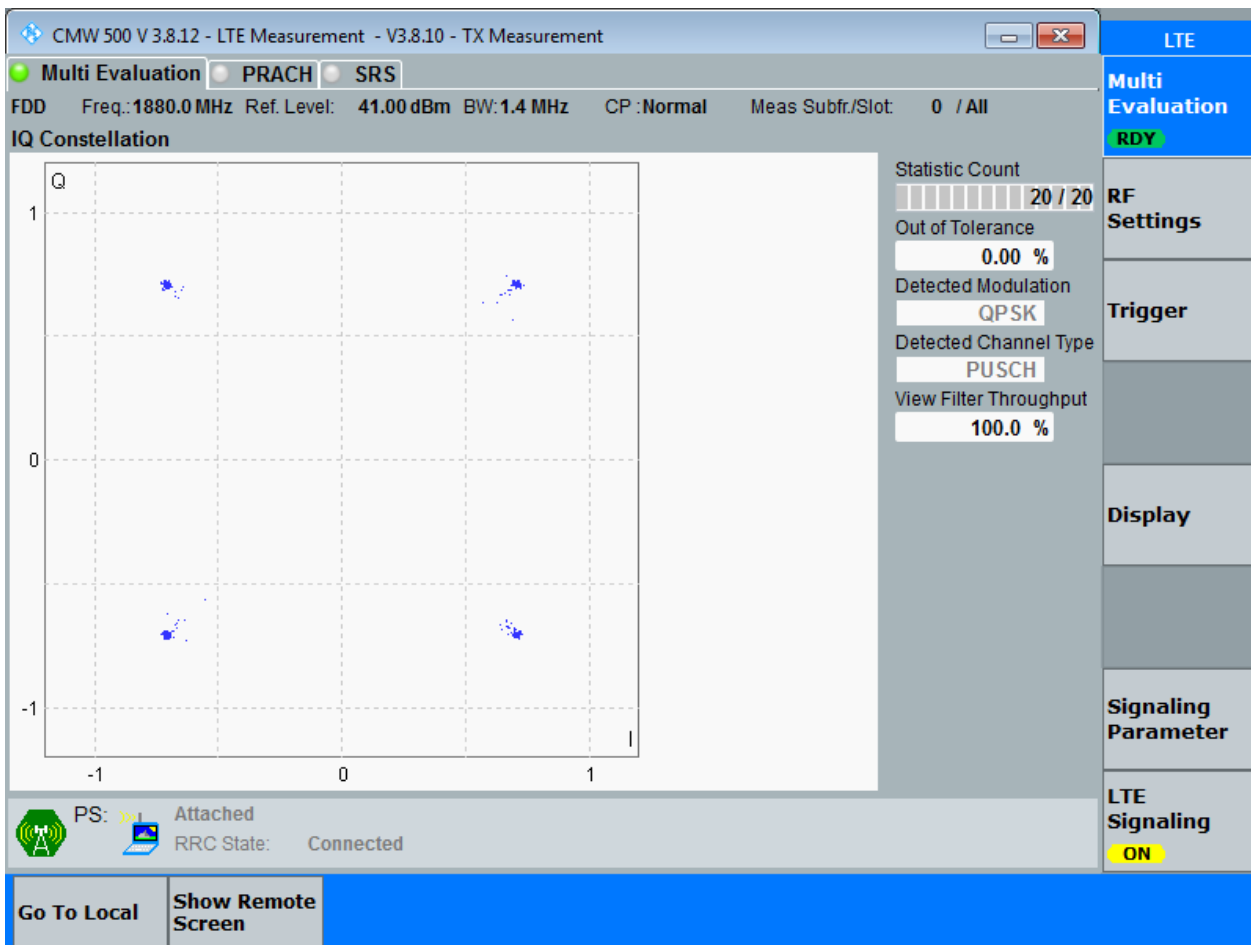 CMW 500 V 3.8.12 - LTE Measurement - V3.8.10 - TX Measurement
LTE
Multi Evaluation PRACH SRS
Multi
Evaluation
RDY
FDD Freq.: 1880.0 MHz Ref. Level: 41.00 dBm BW: 1.4 MHz CP : Normal Meas Subfr./Slot: 0 / All
IQ Constellation
Q
1
0
-1
I
-1 0 1
Statistic Count
20 / 20
Out of Tolerance
0.00 %
Detected Modulation
QPSK
Detected Channel Type
PUSCH
View Filter Throughput
100.0 %
RF
Settings
Trigger
Display
Signaling
Parameter
LTE
Signaling
ON
PS: Attached
RRC State: Connected
Go To Local
Show Remote
Screen